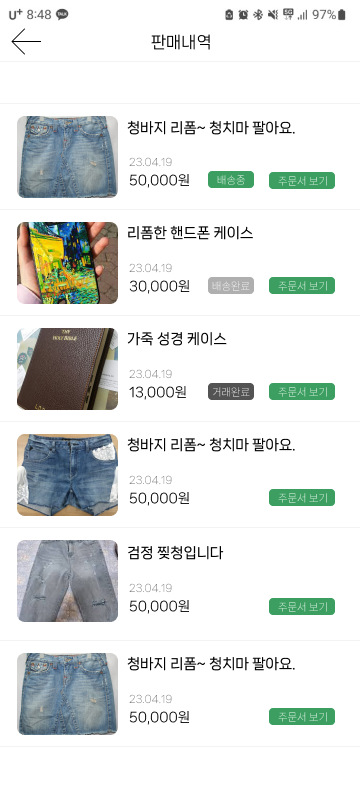 U+ 8:48 TALK 5G 97%
판매내역
청바지 리폼~ 청치마 팔아요.
23.04.19
50,000원 배송중 주문서 보기
리폼한 핸드폰 케이스
23.04.19
30,000원 배송완료 주문서 보기
THE
HOLY BIBLE
가죽 성경 케이스
23.04.19
13,000원 거래완료 주문서 보기
청바지 리폼~ 청치마 팔아요.
23.04.19
50,000원 주문서 보기
검정 찢청입니다
23.04.19
50,000원 주문서 보기
청바지 리폼~ 청치마 팔아요.
23.04.19
50,000원 주문서 보기